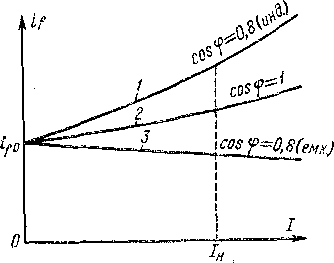 i_f
cos φ=0,8(инд.)
1
cos φ=1
2
3
i_f0
cos φ=0,8(емк.)
0
I_н
I